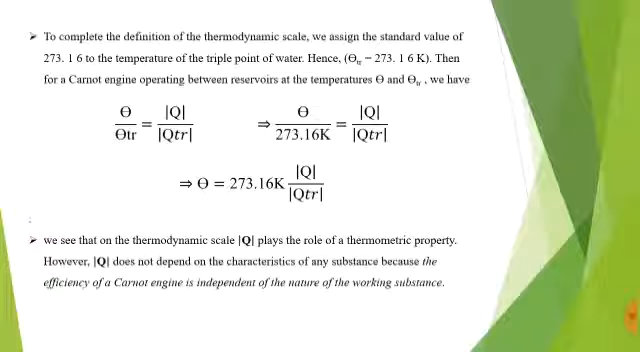 ➢ To complete the definition of the thermodynamic scale, we assign the standard value of
273. 1 6 to the temperature of the triple point of water. Hence, (Θtr − 273. 1 6 K). Then
for a Carnot engine operating between reservoirs at the temperatures Θ and Θtr , we have
Θ/Θtr = |Q|/|Qtr| ⇒ Θ/273.16K = |Q|/|Qtr|
⇒ Θ = 273.16K |Q|/|Qtr|
:
➢ we see that on the thermodynamic scale |Q| plays the role of a thermometric property.
However, |Q| does not depend on the characteristics of any substance because the
efficiency of a Carnot engine is independent of the nature of the working substance.